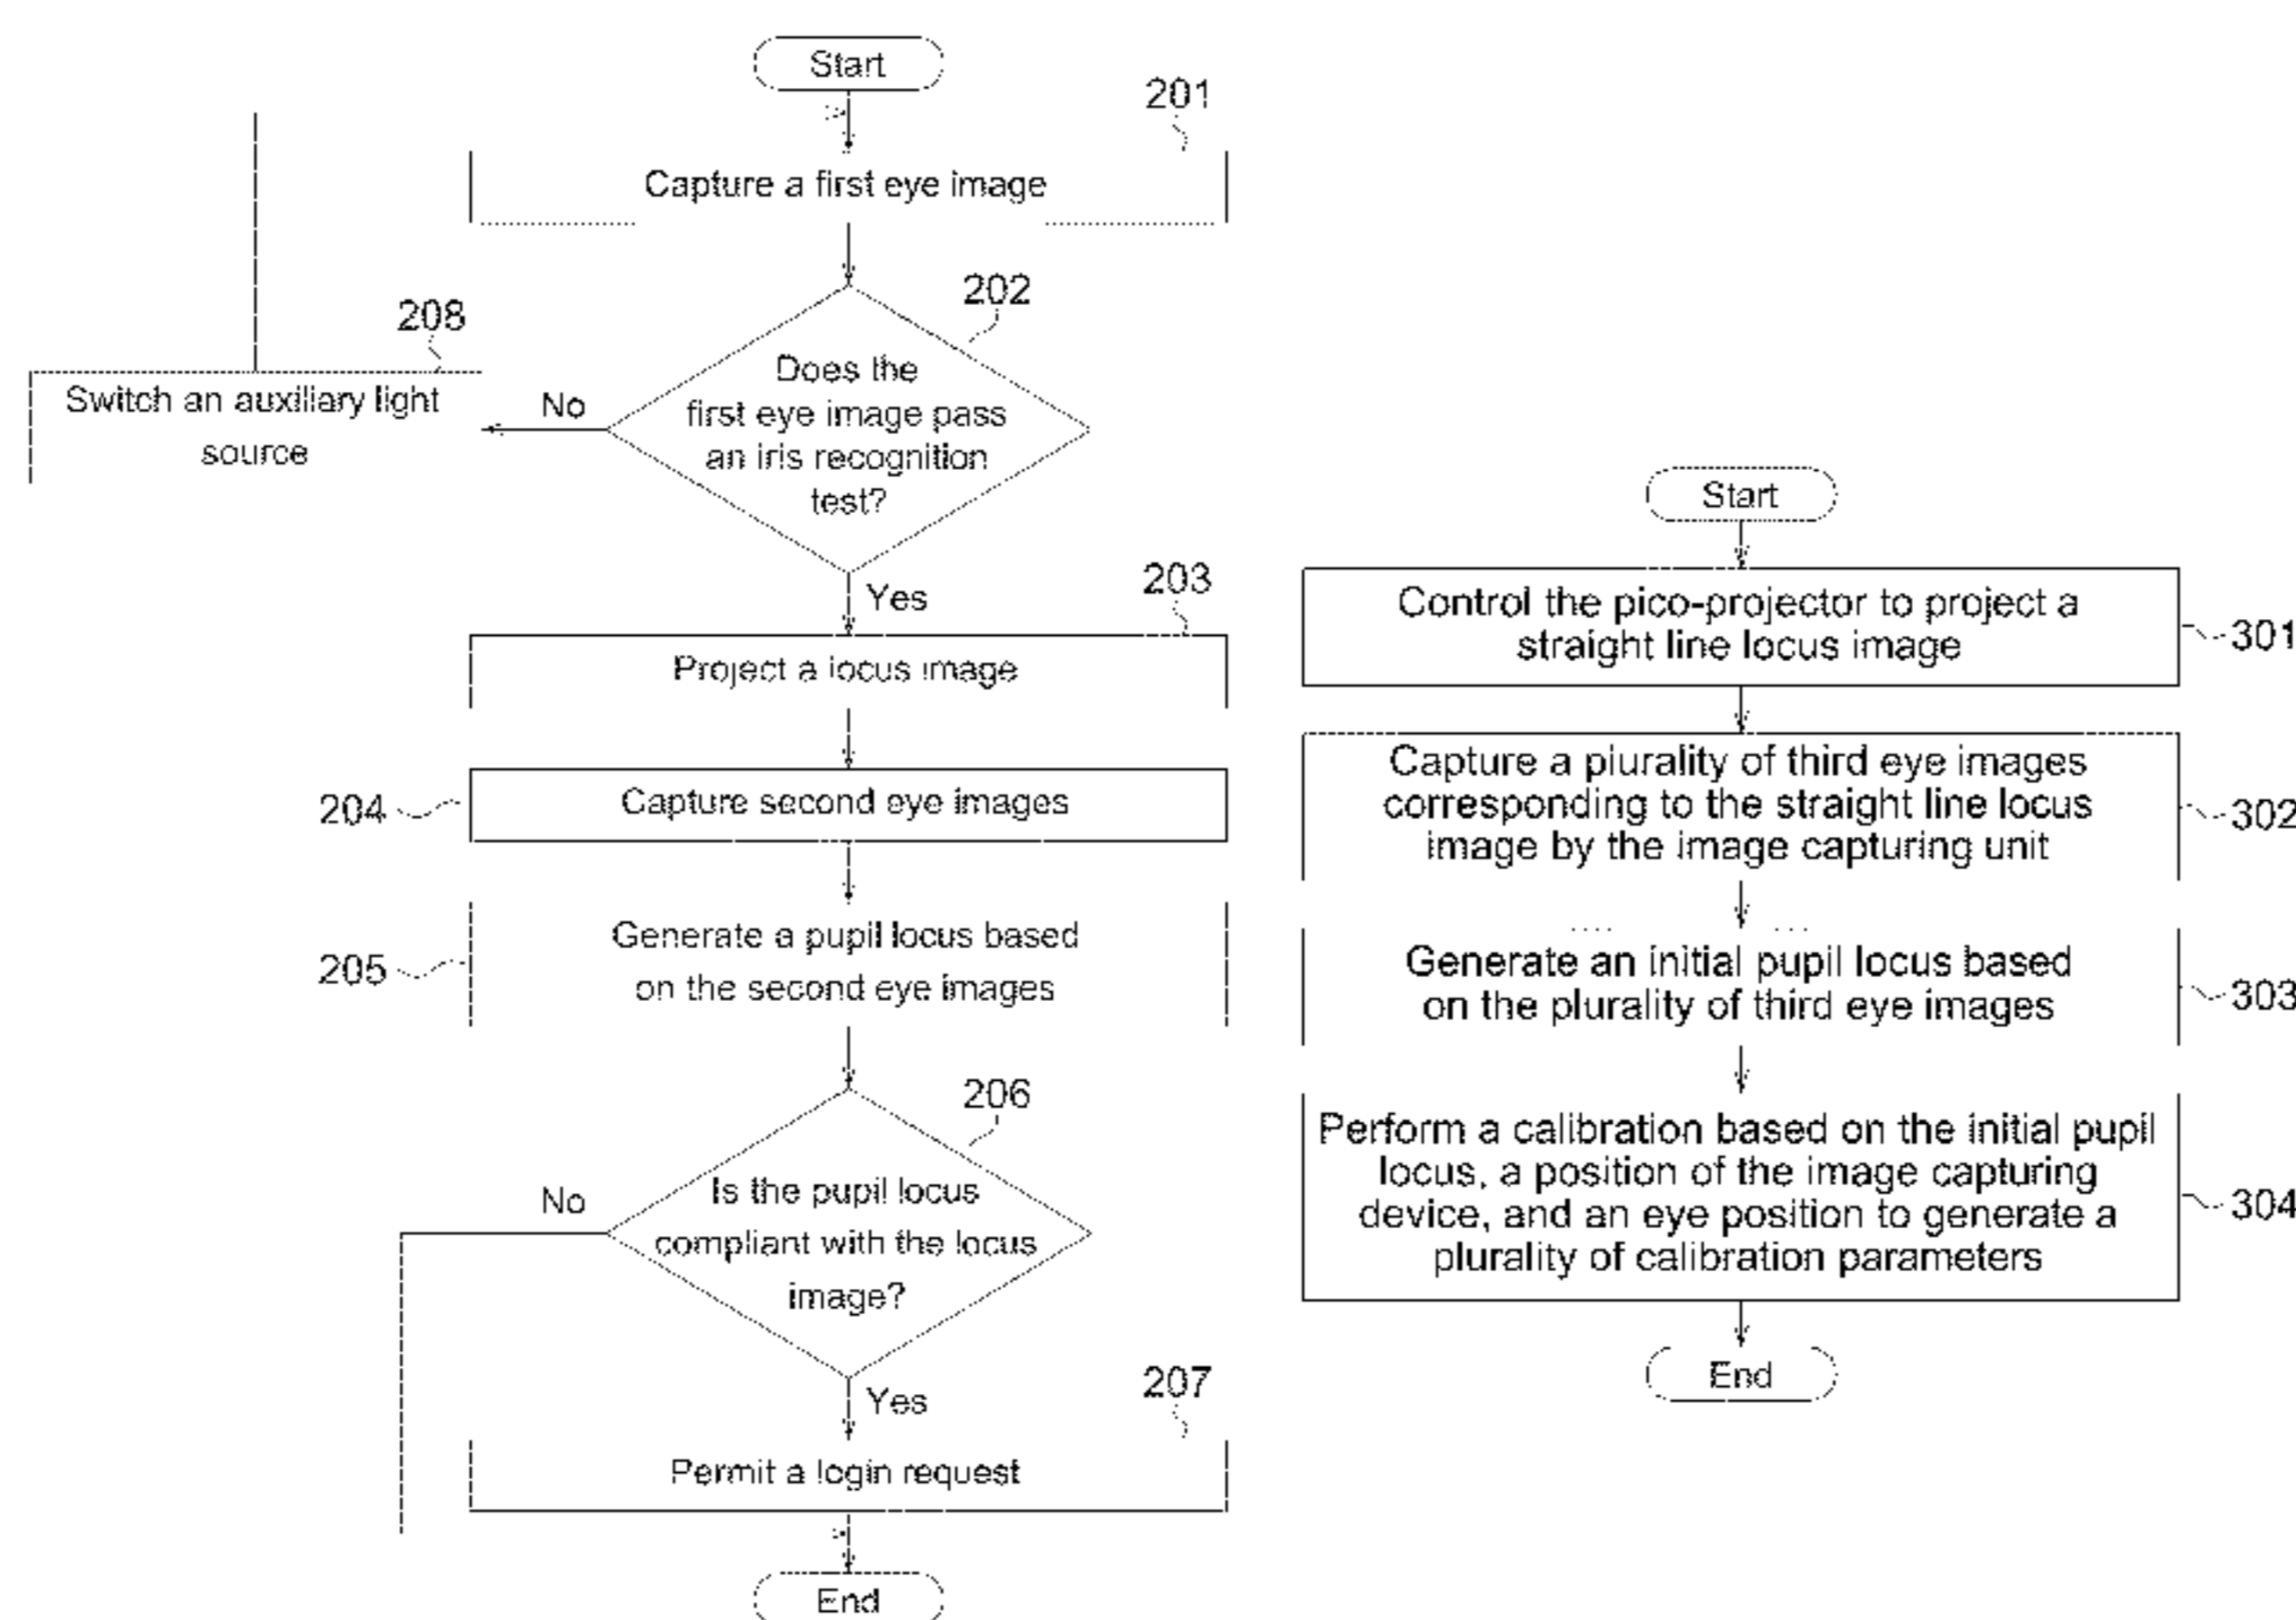 Start
201
Capture a first eye image
202
208
Does the
first eye image pass
an iris recognition
test?
No
Switch an auxiliary light
source
Yes
203
Project a locus image
204
Capture second eye images
205
Generate a pupil locus based
on the second eye images
206
No
Is the pupil locus
compliant with the locus
image?
Yes
207
Permit a login request
End
Start
Control the pico-projector to project a
straight line locus image
301
Capture a plurality of third eye images
corresponding to the straight line locus
image by the image capturing unit
302
Generate an initial pupil locus based
on the plurality of third eye images
303
Perform a calibration based on the initial pupil
locus, a position of the image capturing
device, and an eye position to generate a
plurality of calibration parameters
304
End